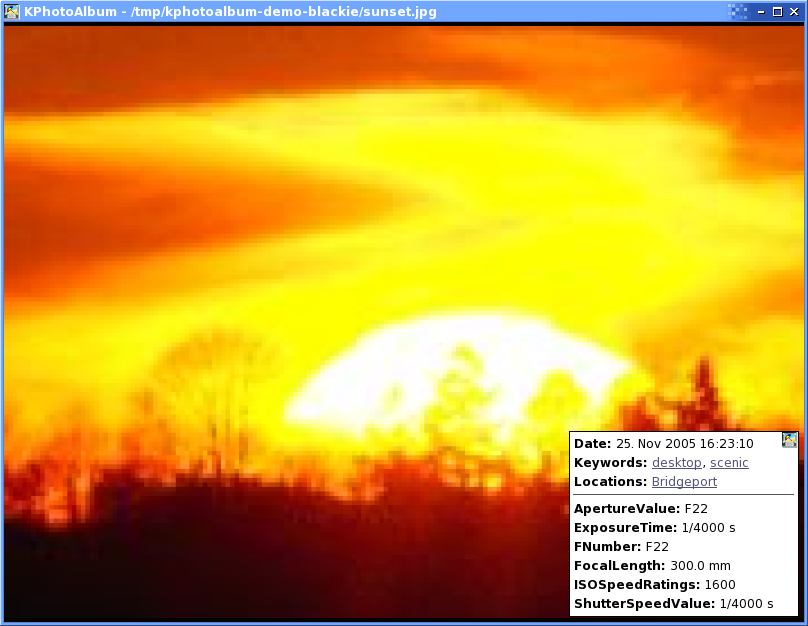 KPhotoAlbum - /tmp/kphotoalbum-demo-blackie/sunset.jpg
Date: 25. Nov 2005 16:23:10
Keywords: desktop, scenic
Locations: Bridgeport
ApertureValue: F22
ExposureTime: 1/4000 s
FNumber: F22
FocalLength: 300.0 mm
ISOSpeedRatings: 1600
ShutterSpeedValue: 1/4000 s